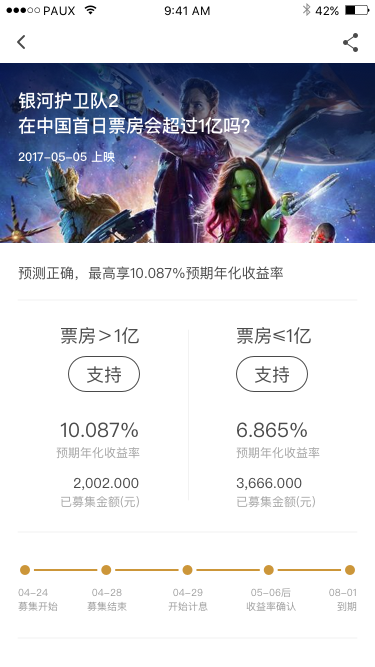 PAUX
9:41 AM
42%
银河护卫队2
在中国首日票房会超过1亿吗?
2017-05-05 上映
预测正确，最高享10.087%预期年化收益率
票房＞1亿
票房≤1亿
支持
支持
10.087%
6.865%
预期年化收益率
预期年化收益率
2,002.000
3,666.000
已募集金额(元)
已募集金额(元)
04-24
04-28
04-29
05-06后
08-01
募集开始
募集结束
开始计息
收益率确认
到期